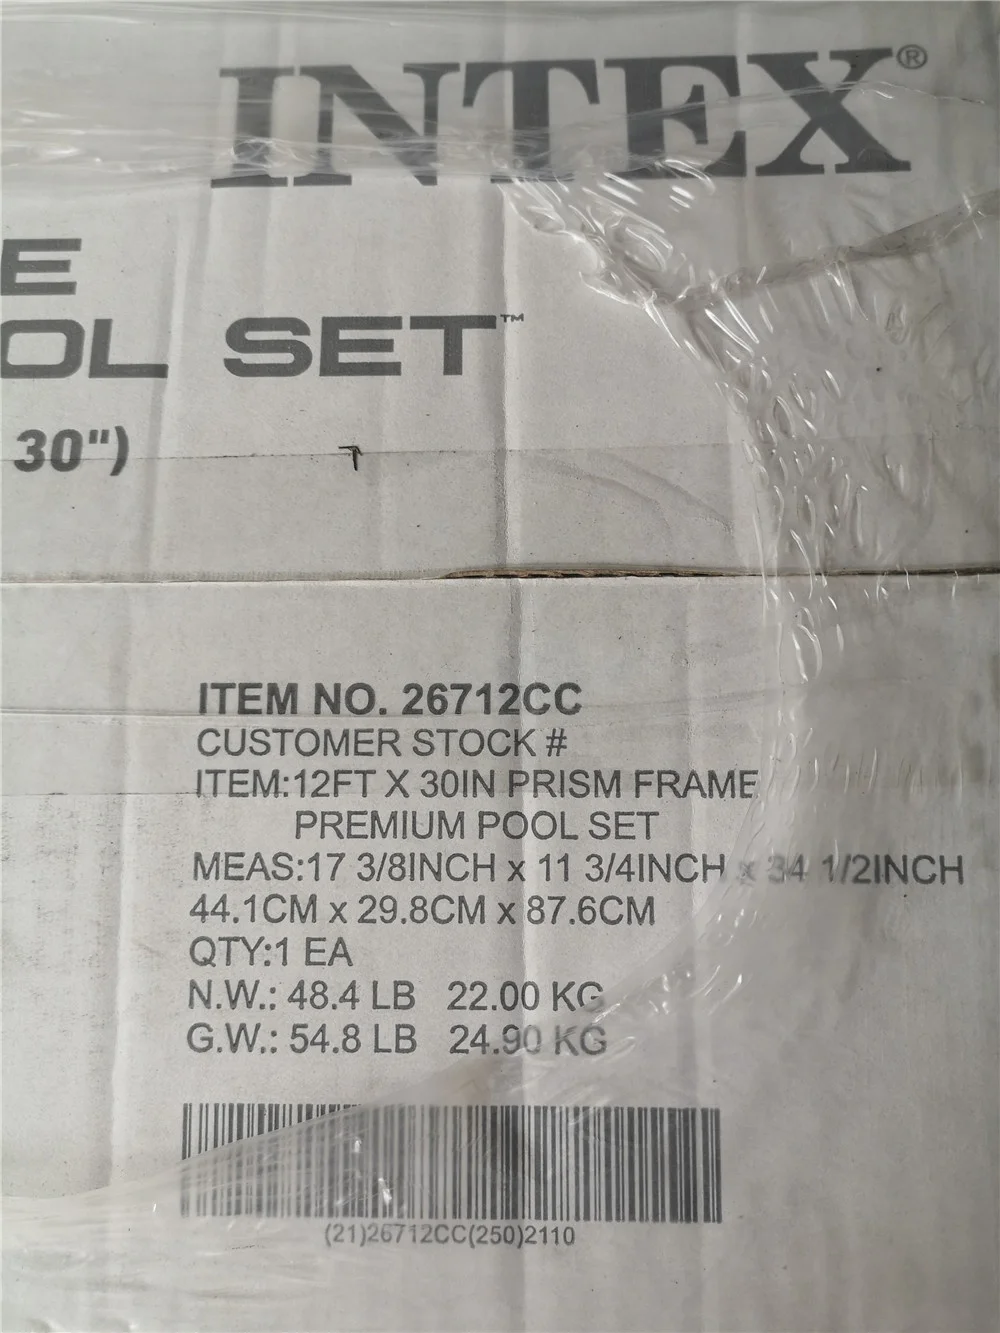 INTEX®
E
OL SET™
30")
ITEM NO. 26712CC
CUSTOMER STOCK #
ITEM:12FT X 30IN PRISM FRAME
PREMIUM POOL SET
MEAS:17 3/8INCH x 11 3/4INCH x 34 1/2INCH
44.1CM x 29.8CM x 87.6CM
QTY:1 EA
N.W.: 48.4 LB 22.00 KG
G.W.: 54.8 LB 24.90 KG
(21)26712CC(250)2110